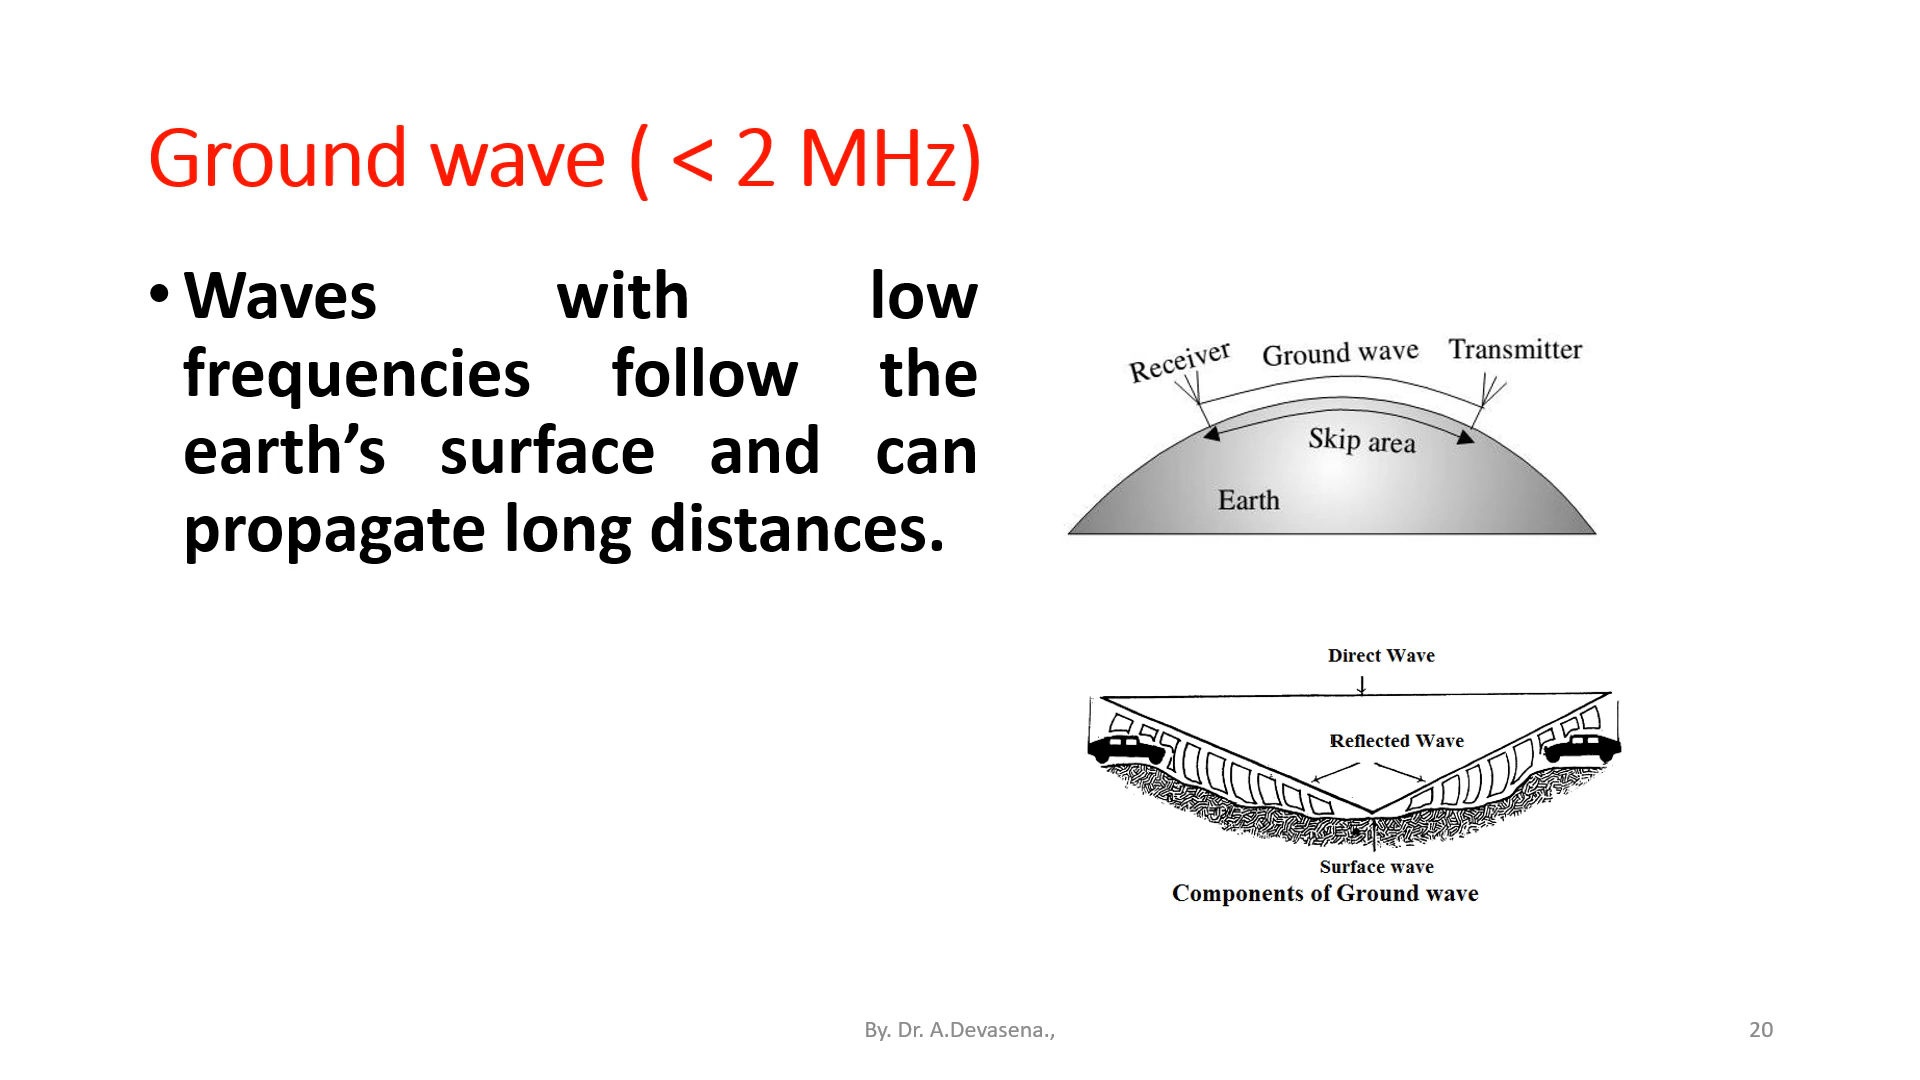 Ground wave ( < 2 MHz)
• Waves with low
frequencies follow the
earth’s surface and can
propagate long distances.
Receiver Ground wave Transmitter
Skip area
Earth
Direct Wave
Reflected Wave
Surface wave
Components of Ground wave
By. Dr. A.Devasena.,
20